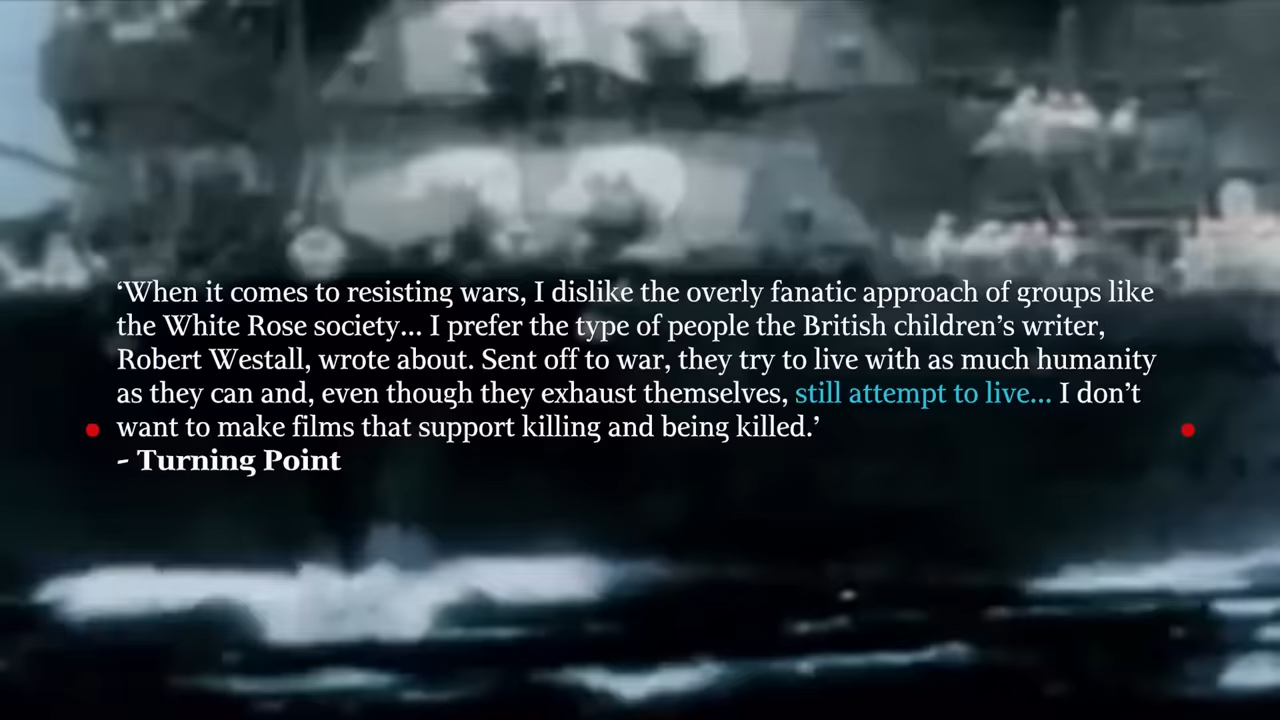 ‘When it comes to resisting wars, I dislike the overly fanatic approach of groups like
the White Rose society... I prefer the type of people the British children’s writer,
Robert Westall, wrote about. Sent off to war, they try to live with as much humanity
as they can and, even though they exhaust themselves, still attempt to live... I don’t
want to make films that support killing and being killed.’
- Turning Point